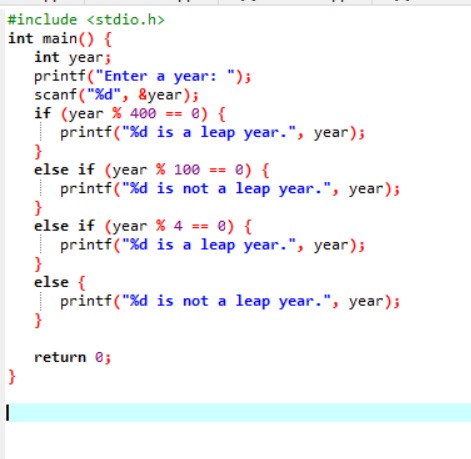 #include <stdio.h>
int main() {
int year;
printf("Enter a year: ");
scanf("%d", &year);
if (year % 400 == 0) {
printf("%d is a leap year.", year);
}
else if (year % 100 == 0) {
printf("%d is not a leap year.", year);
}
else if (year % 4 == 0) {
printf("%d is a leap year.", year);
}
else {
printf("%d is not a leap year.", year);
}
return 0;
}